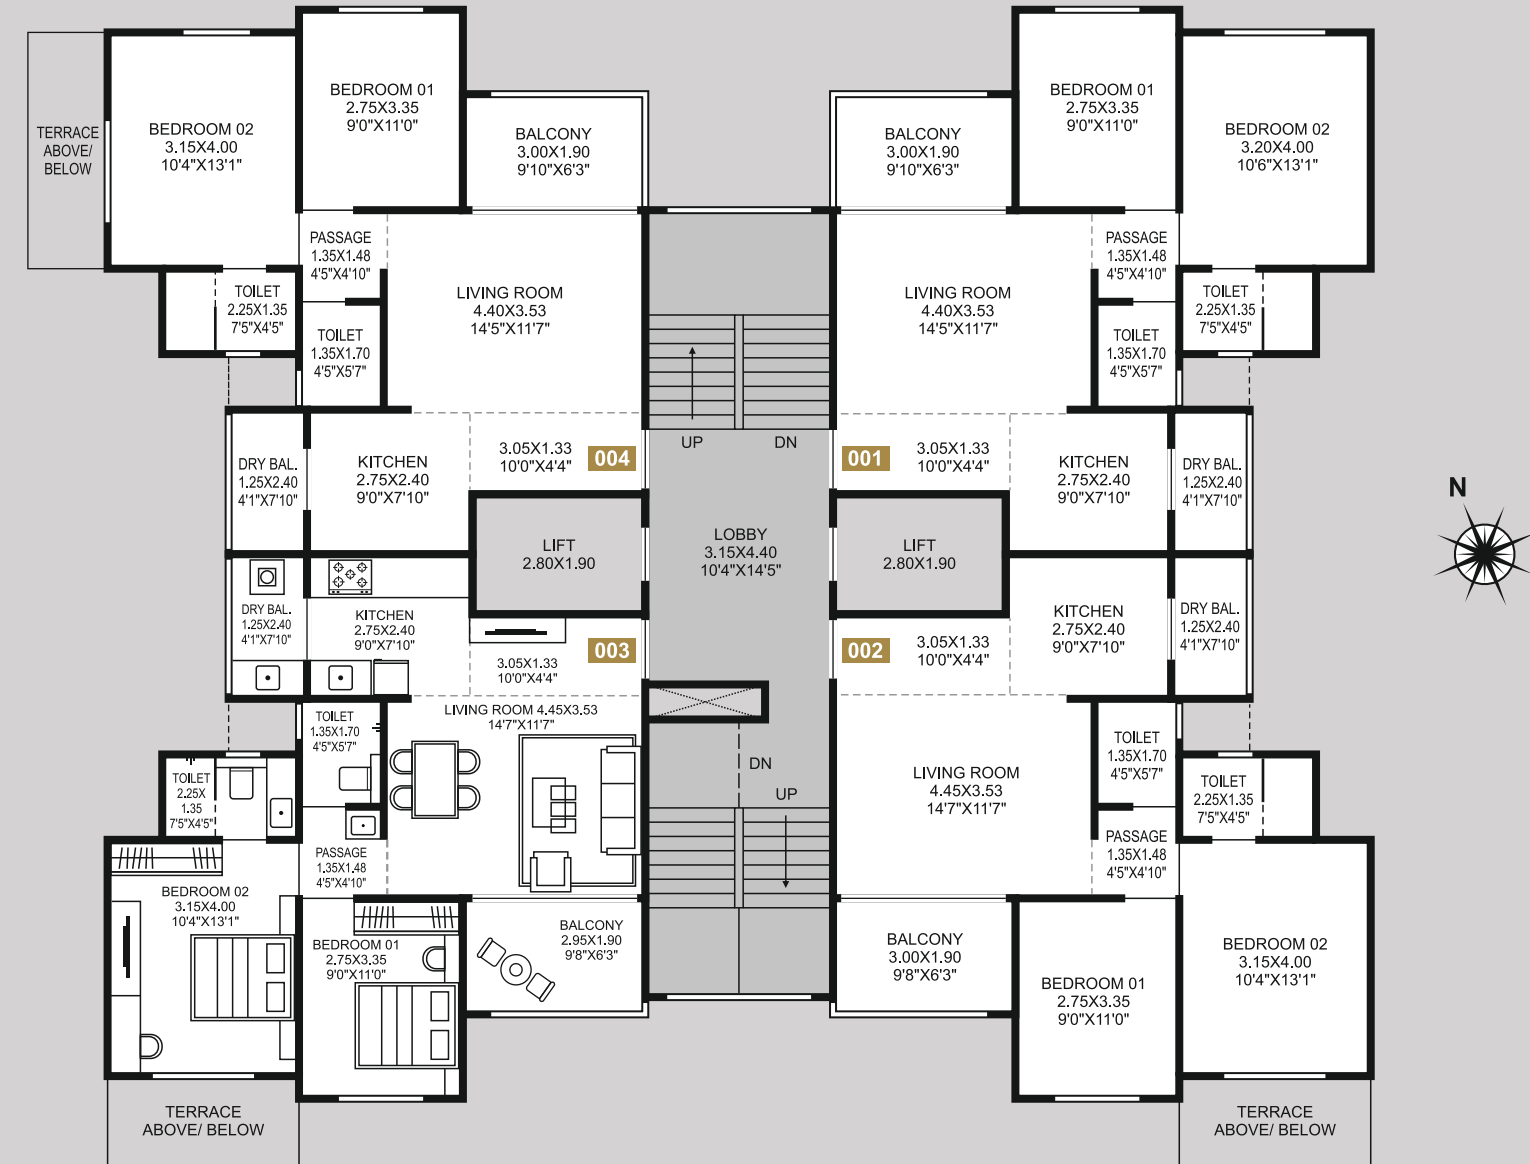 BEDROOM 01
2.75X3.35
9'0"X11'0"
BEDROOM 02
3.15X4.00
10'4"X13'1"
TERRACE
ABOVE/
BELOW
BALCONY
3.00X1.90
9'10"X6'3"
PASSAGE
1.35X1.48
4'5"X4'10"
TOILET
2.25X1.35
7'5"X4'5"
LIVING ROOM
4.40X3.53
14'5"X11'7"
TOILET
1.35X1.70
4'5"X5'7"
DRY BAL.
1.25X2.40
4'1"X7'10"
KITCHEN
2.75X2.40
9'0"X7'10"
3.05X1.33
10'0"X4'4"
004
BEDROOM 01
2.75X3.35
9'0"X11'0"
BEDROOM 02
3.20X4.00
10'6"X13'1"
BALCONY
3.00X1.90
9'10"X6'3"
PASSAGE
1.35X1.48
4'5"X4'10"
TOILET
2.25X1.35
7'5"X4'5"
LIVING ROOM
4.40X3.53
14'5"X11'7"
TOILET
1.35X1.70
4'5"X5'7"
001
3.05X1.33
10'0"X4'4"
KITCHEN
2.75X2.40
9'0"X7'10"
DRY BAL.
1.25X2.40
4'1"X7'10"
UP
DN
N
LIFT
2.80X1.90
LOBBY
3.15X4.40
10'4"X14'5"
LIFT
2.80X1.90
DRY BAL.
1.25X2.40
4'1"X7'10"
KITCHEN
2.75X2.40
9'0"X7'10"
003
3.05X1.33
10'0"X4'4"
LIVING ROOM 4.45X3.53
14'7"X11'7"
TOILET
1.35X1.70
4'5"X5'7"
TOILET
2.25X
1.35
7'5"X4'5"
PASSAGE
1.35X1.48
4'5"X4'10"
BEDROOM 02
3.15X4.00
10'4"X13'1"
BEDROOM 01
2.75X3.35
9'0"X11'0"
BALCONY
2.95X1.90
9'8"X6'3"
TERRACE
ABOVE/ BELOW
DN
UP
002
3.05X1.33
10'0"X4'4"
KITCHEN
2.75X2.40
9'0"X7'10"
DRY BAL.
1.25X2.40
4'1"X7'10"
LIVING ROOM
4.45X3.53
14'7"X11'7"
TOILET
1.35X1.70
4'5"X5'7"
TOILET
2.25X1.35
7'5"X4'5"
PASSAGE
1.35X1.48
4'5"X4'10"
BALCONY
3.00X1.90
9'8"X6'3"
BEDROOM 01
2.75X3.35
9'0"X11'0"
BEDROOM 02
3.15X4.00
10'4"X13'1"
TERRACE
ABOVE/ BELOW